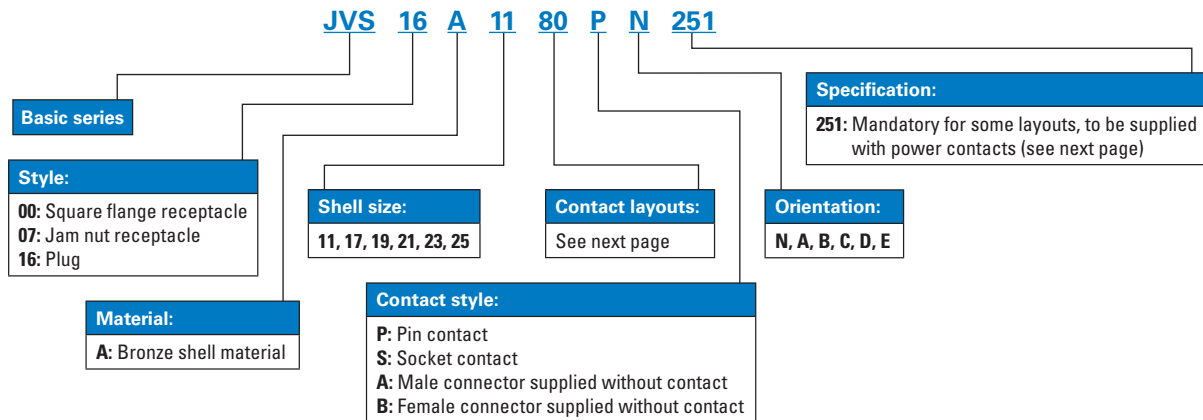 JVS 16 A 11 80 P N 251
Basic series
Style:
00: Square flange receptacle
07: Jam nut receptacle
16: Plug
Material:
A: Bronze shell material
Shell size:
11, 17, 19, 21, 23, 25
Contact layouts:
See next page
Contact style:
P: Pin contact
S: Socket contact
A: Male connector supplied without contact
B: Female connector supplied without contact
Orientation:
N, A, B, C, D, E
Specification:
251: Mandatory for some layouts, to be supplied
with power contacts (see next page)